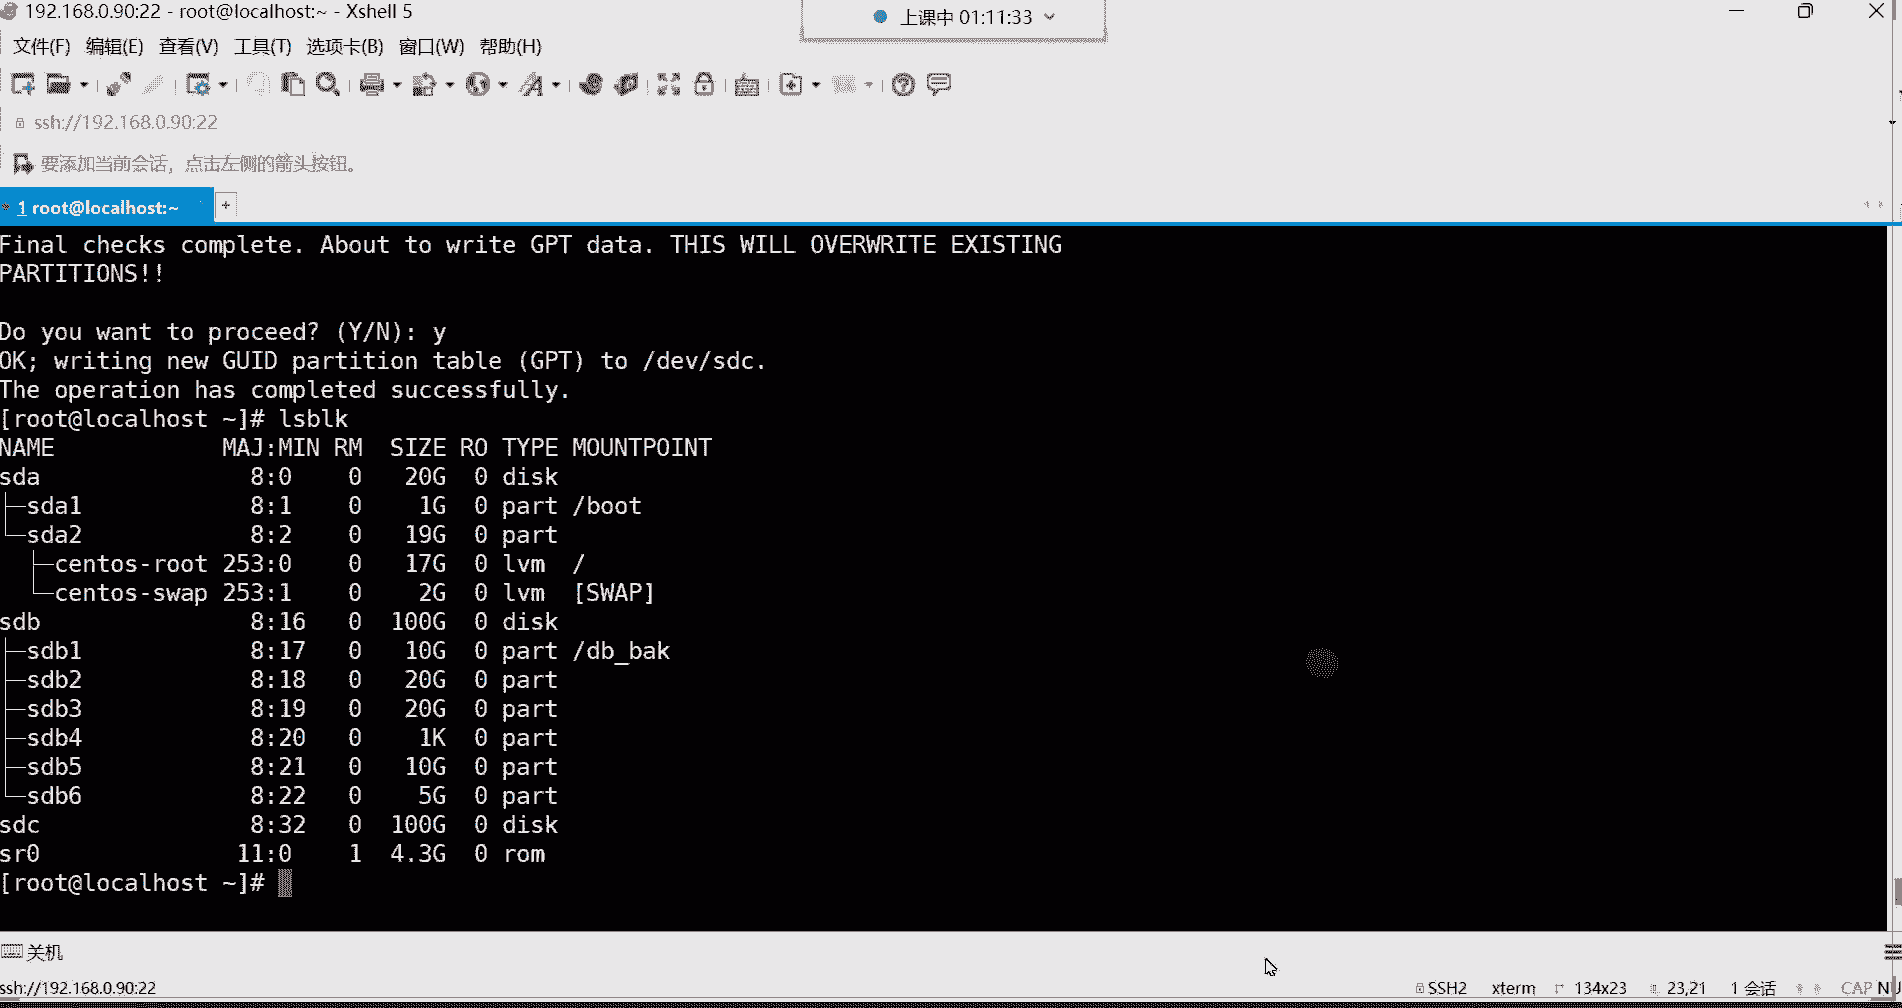 192.168.0.90:22 - root@localhost:~ - Xshell 5
上课中 01:11:33
文件(F) 编辑(E) 查看(V) 工具(T) 选项卡(B) 窗口(W) 帮助(H)
ssh://192.168.0.90:22
要添加当前会话，点击左侧的箭头按钮。
1 root@localhost:~
Final checks complete. About to write GPT data. THIS WILL OVERWRITE EXISTING
PARTITIONS!!
Do you want to proceed? (Y/N): y
OK; writing new GUID partition table (GPT) to /dev/sdc.
The operation has completed successfully.
[root@localhost ~]# lsblk
NAME MAJ:MIN RM SIZE RO TYPE MOUNTPOINT
sda 8:0 0 20G 0 disk
├─sda1 8:1 0 1G 0 part /boot
└─sda2 8:2 0 19G 0 part
├─centos-root 253:0 0 17G 0 lvm /
└─centos-swap 253:1 0 2G 0 lvm [SWAP]
sdb 8:16 0 100G 0 disk
├─sdb1 8:17 0 10G 0 part /db_bak
├─sdb2 8:18 0 20G 0 part
├─sdb3 8:19 0 20G 0 part
├─sdb4 8:20 0 1K 0 part
├─sdb5 8:21 0 10G 0 part
└─sdb6 8:22 0 5G 0 part
sdc 8:32 0 100G 0 disk
sr0 11:0 1 4.3G 0 rom
[root@localhost ~]#
关机
ssh://192.168.0.90:22 SSH2 xterm 134x23 23,21 1 会话 CAP